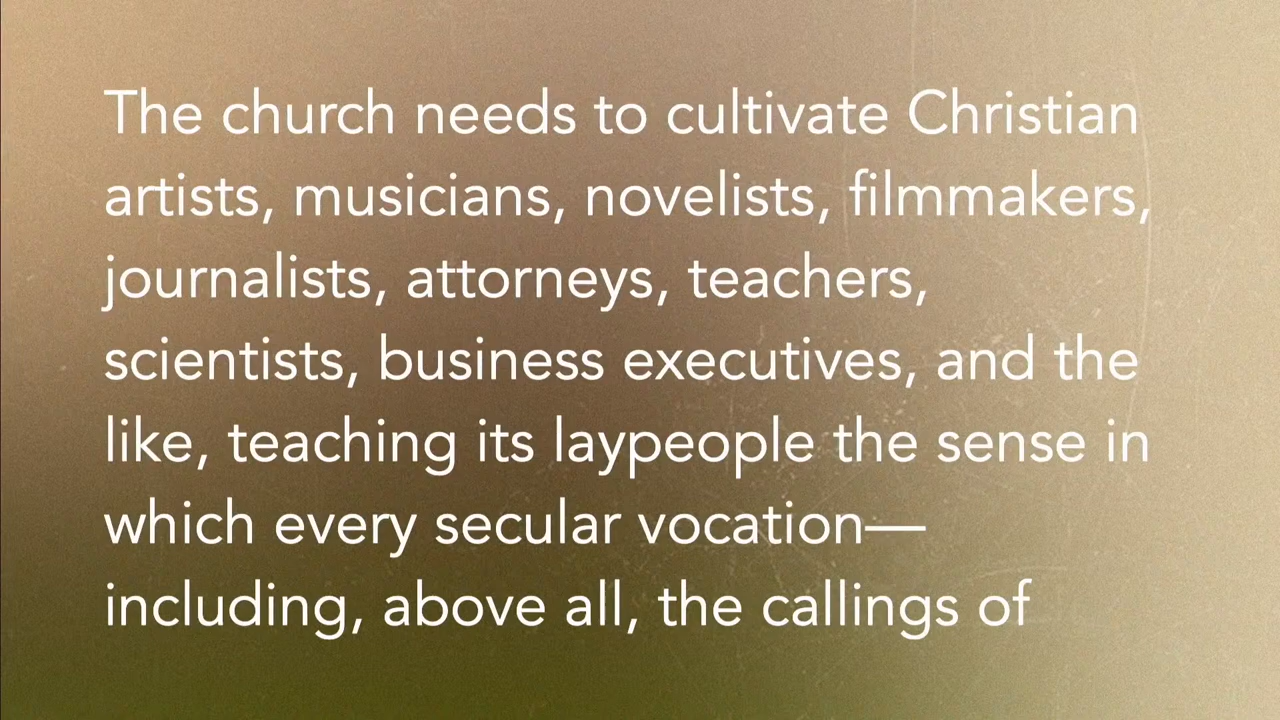 The church needs to cultivate Christian
artists, musicians, novelists, filmmakers,
journalists, attorneys, teachers,
scientists, business executives, and the
like, teaching its laypeople the sense in
which every secular vocation—
including, above all, the callings of